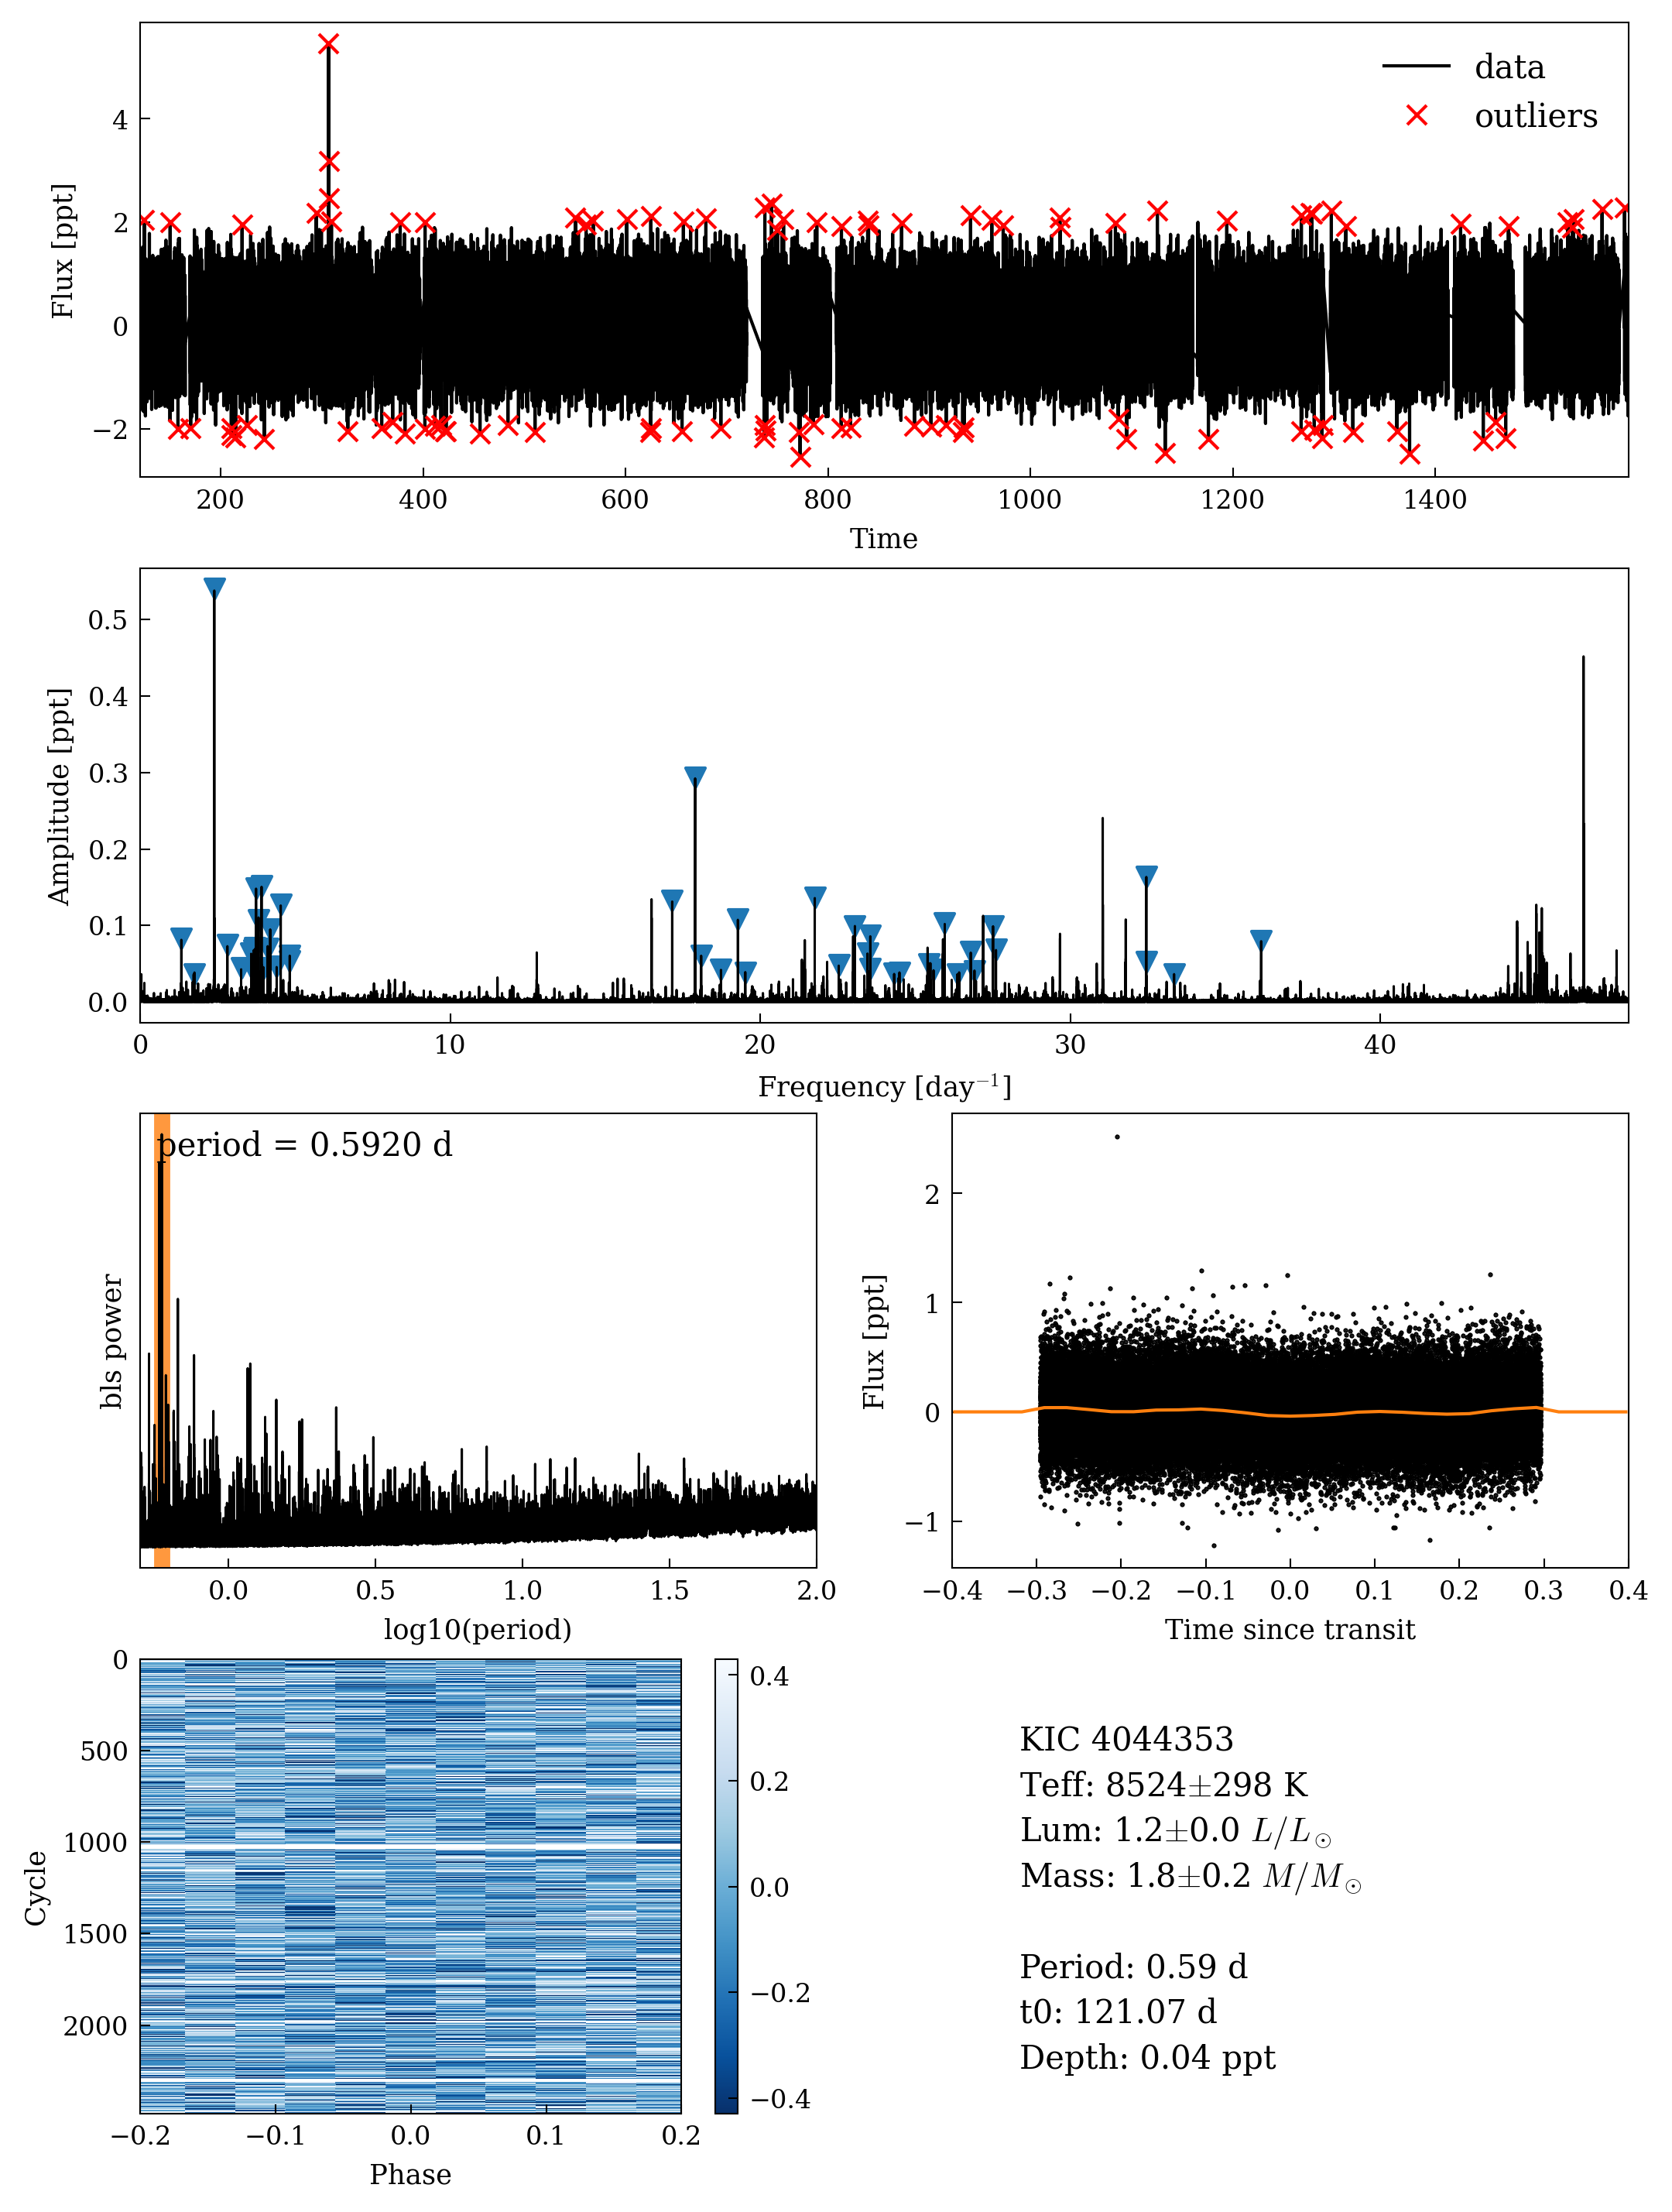 data
outliers
Flux [ppt]
4
2
0
−2
200 400 600 800 1000 1200 1400
Time
Amplitude [ppt]
0.5
0.4
0.3
0.2
0.1
0.0
0 10 20 30 40
Frequency [day⁻¹]
period = 0.5920 d
bls power
0.0 0.5 1.0 1.5 2.0
log10(period)
Flux [ppt]
2
1
0
−1
−0.4 −0.3 −0.2 −0.1 0.0 0.1 0.2 0.3 0.4
Time since transit
Cycle
0
500
1000
1500
2000
−0.2 −0.1 0.0 0.1 0.2
Phase
0.4
0.2
0.0
−0.2
−0.4
KIC 4044353
Teff: 8524±298 K
Lum: 1.2±0.0 L/L☉
Mass: 1.8±0.2 M/M☉
Period: 0.59 d
t0: 121.07 d
Depth: 0.04 ppt